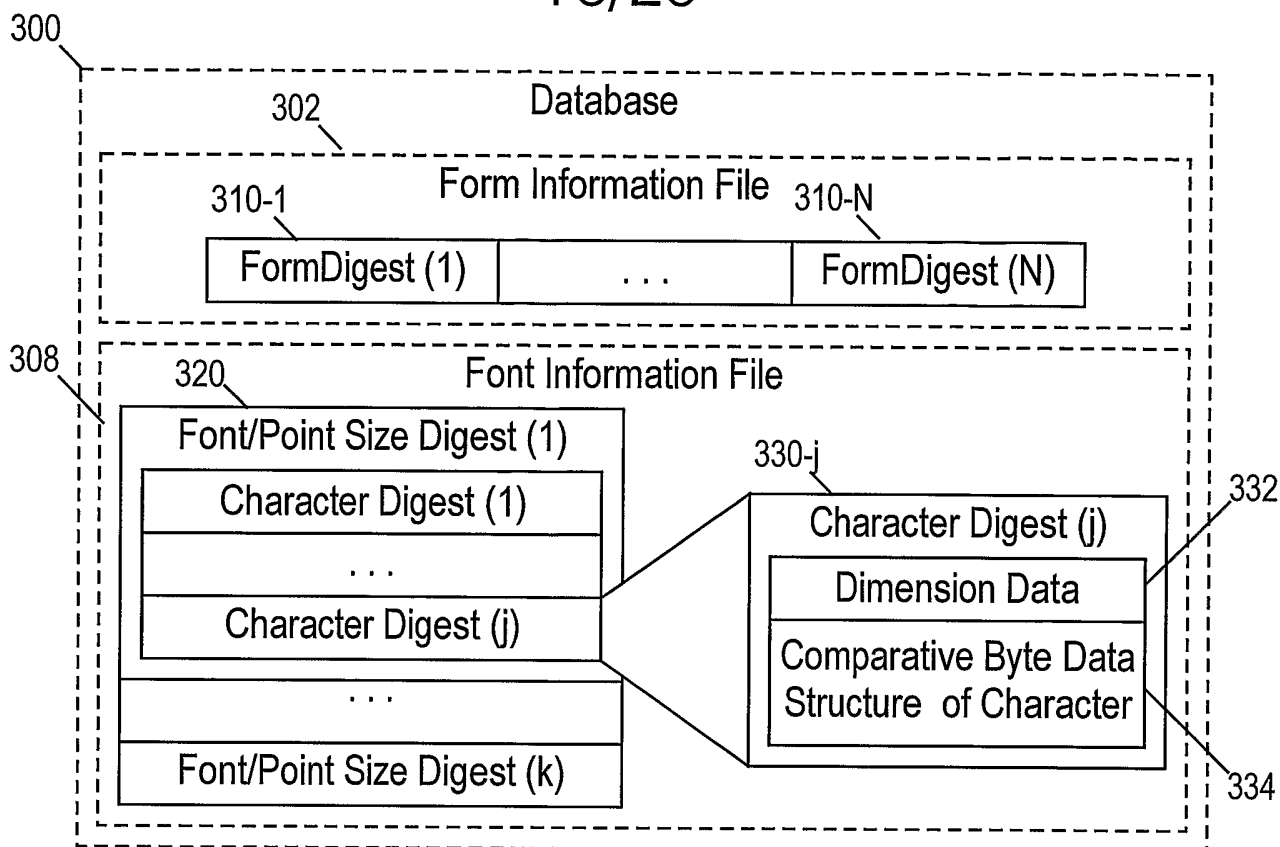 300
Database
302
Form Information File
310-1
310-N
FormDigest (1)
. . .
FormDigest (N)
308
Font Information File
320
Font/Point Size Digest (1)
330-j
Character Digest (1)
332
Character Digest (j)
. . .
Dimension Data
Character Digest (j)
Comparative Byte Data
Structure of Character
. . .
Font/Point Size Digest (k)
334